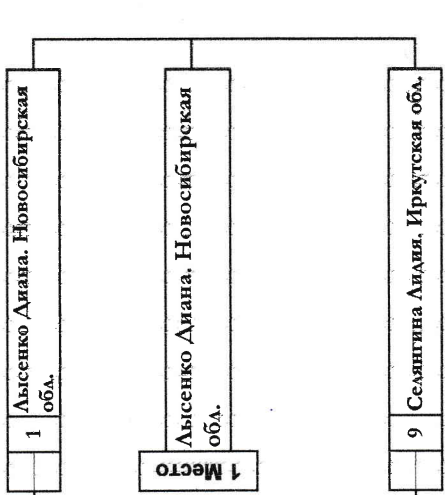 1
Лысенко Диана. Новосибирская
обл.
1 Место
Лысенко Диана. Новосибирская
обл.
9
Селянгина Лидия. Иркутская обл.